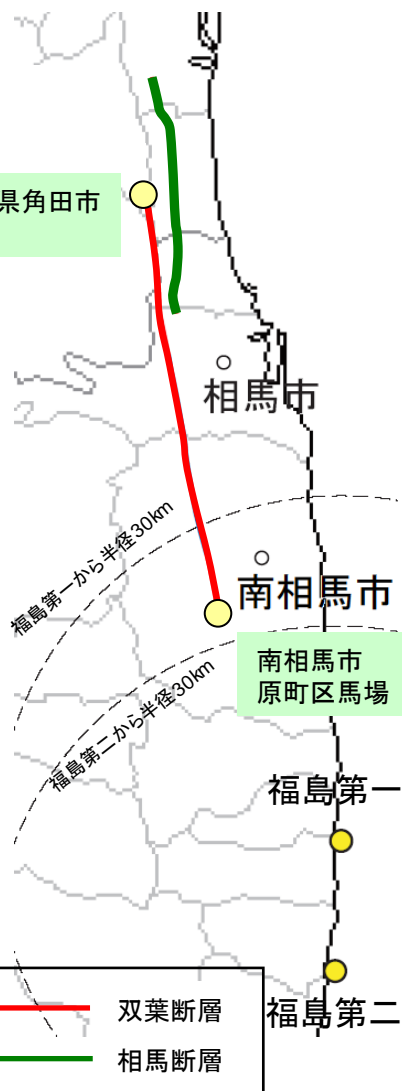 県角田市
相馬市
福島第一から半径30km
南相馬市
南相馬市
原町区馬場
福島第二から半径30km
福島第一
福島第二
双葉断層
相馬断層